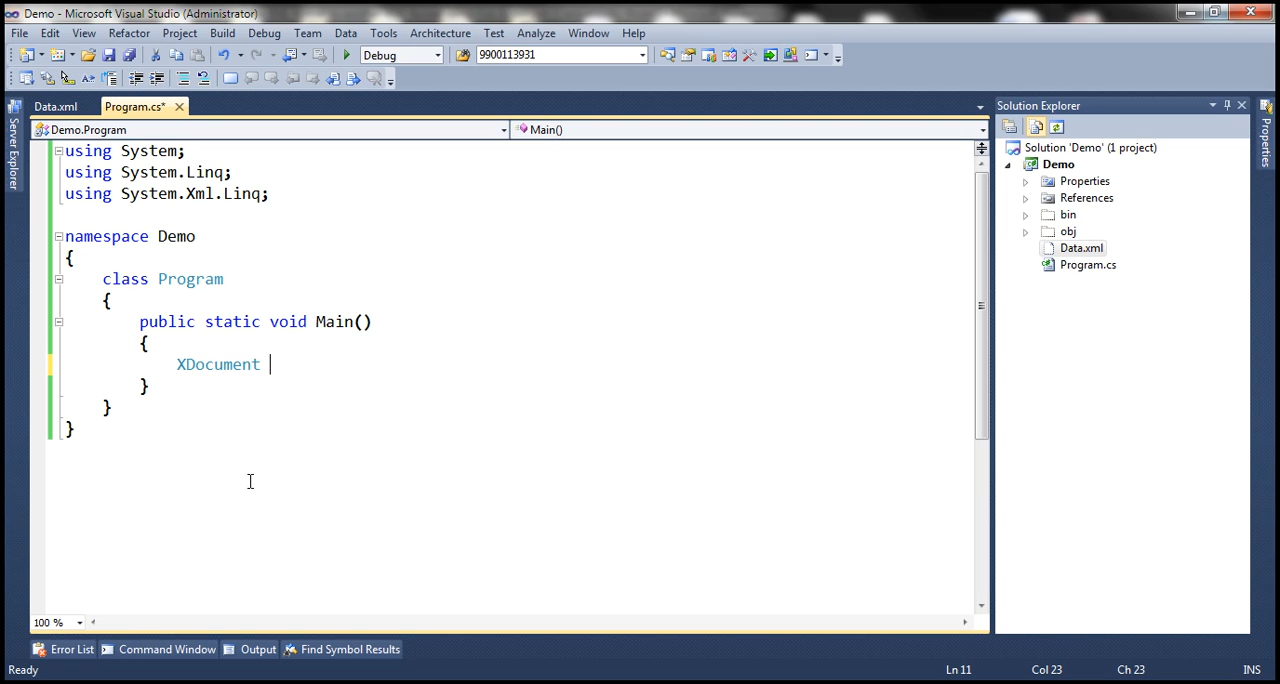 Demo - Microsoft Visual Studio (Administrator)
File Edit View Refactor Project Build Debug Team Data Tools Architecture Test Analyze Window Help
Debug 9900113931
Data.xml Program.cs* Solution Explorer
Demo.Program Main()
Server Explorer
Properties
using System;
using System.Linq;
using System.Xml.Linq;
namespace Demo
{
class Program
{
public static void Main()
{
XDocument
}
}
}
Solution 'Demo' (1 project)
Demo
Properties
References
bin
obj
Data.xml
Program.cs
100 %
Error List Command Window Output Find Symbol Results
Ready Ln 11 Col 23 Ch 23 INS